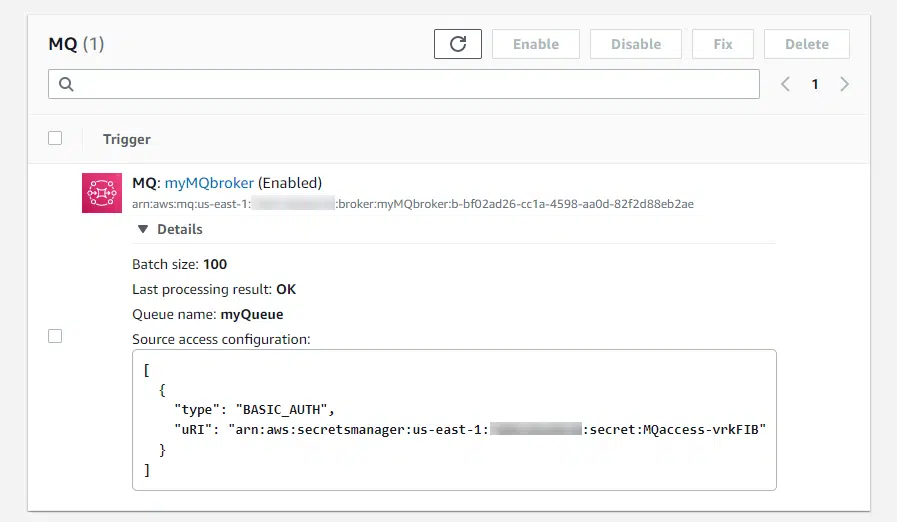 MQ (1)
Enable
Disable
Fix
Delete
1
Trigger
MQ: myMQbroker (Enabled)
arn:aws:mq:us-east-1: :broker:myMQbroker:b-bf02ad26-cc1a-4598-aa0d-82f2d88eb2ae
▼ Details
Batch size: 100
Last processing result: OK
Queue name: myQueue
Source access configuration:
[
{
"type": "BASIC_AUTH",
"uRI": "arn:aws:secretsmanager:us-east-1: :secret:MQaccess-vrkFIB"
}
]